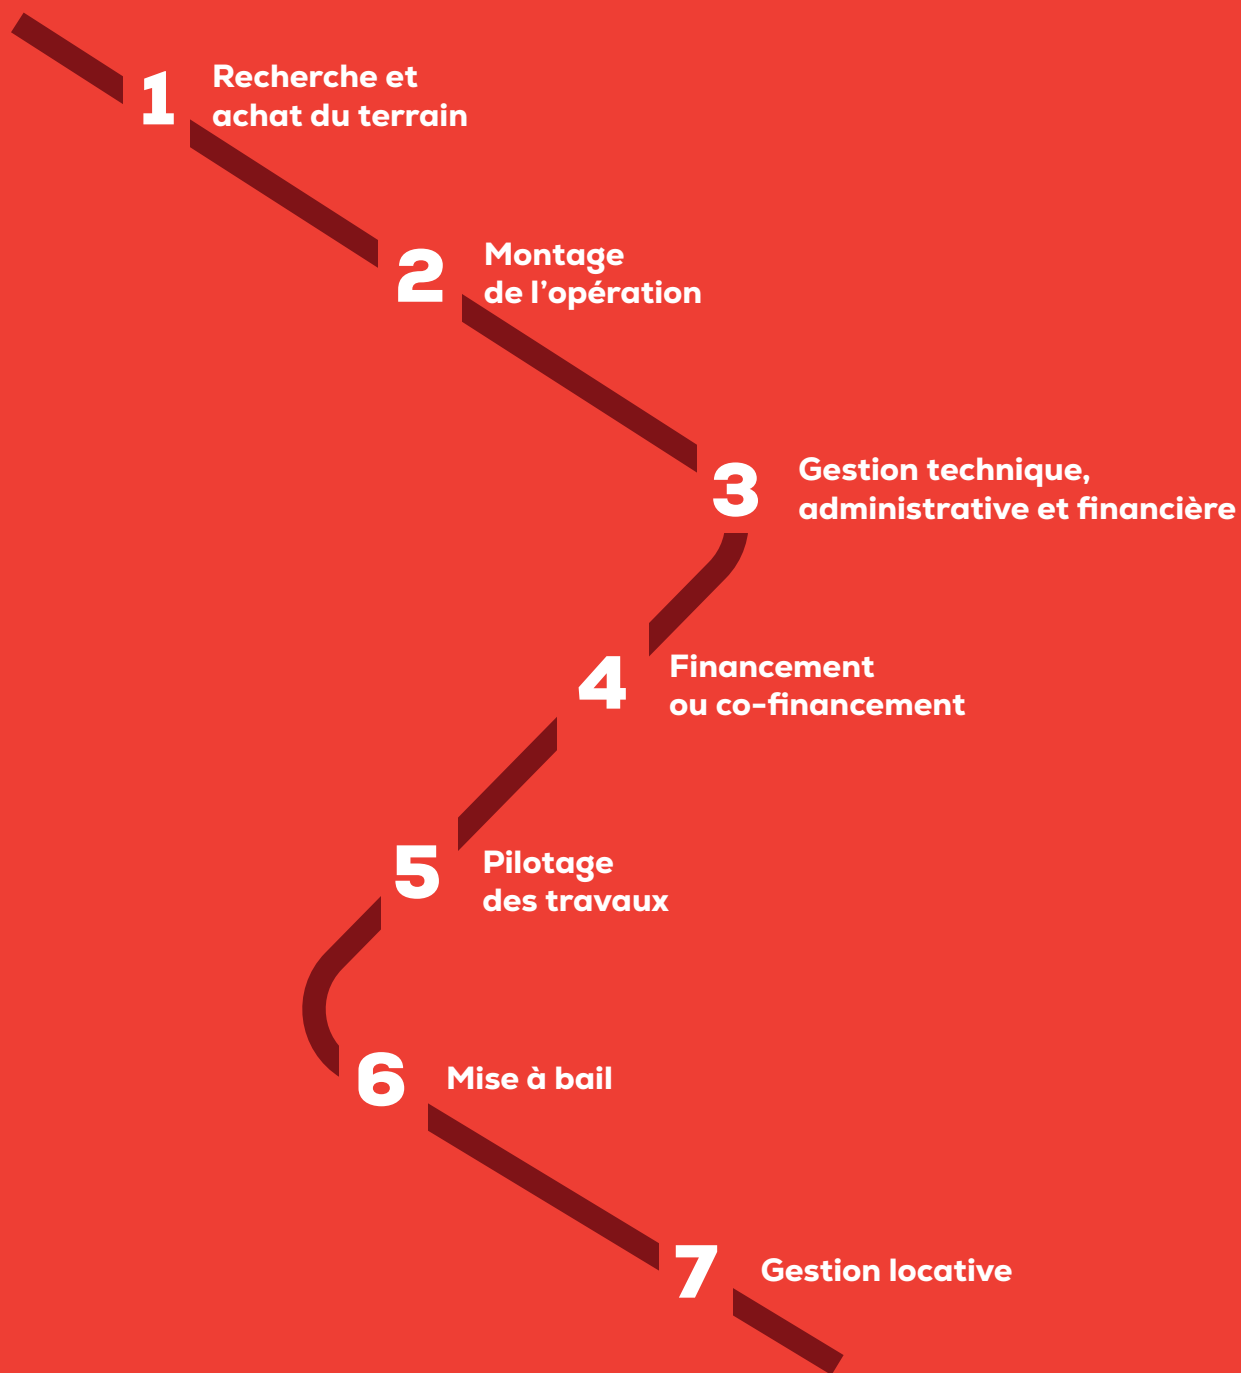 1
Recherche et
achat du terrain
2
Montage
de l’opération
3
Gestion technique,
administrative et financière
4
Financement
ou co-financement
5
Pilotage
des travaux
6
Mise à bail
7
Gestion locative